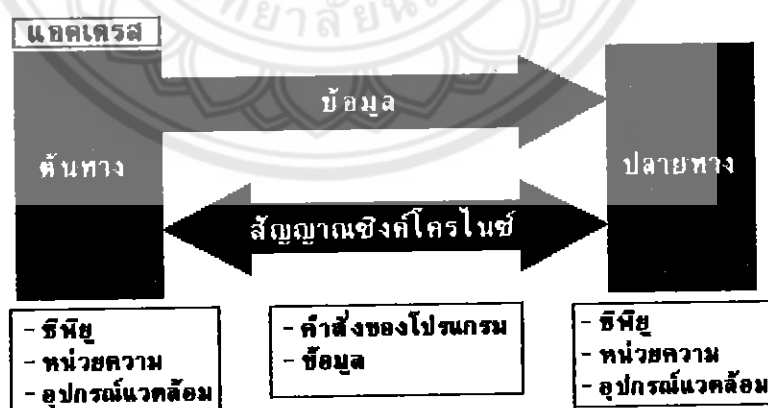 แอดเดรส
ข้อมูล
ต้นทาง
ปลายทาง
สัญญาณซิงค์โครไนซ์
- ซีพียู
- หน่วยความ
- อุปกรณ์แวดล้อม
- คำสั่งของโปรแกรม
- ข้อมูล
- ซีพียู
- หน่วยความ
- อุปกรณ์แวดล้อม